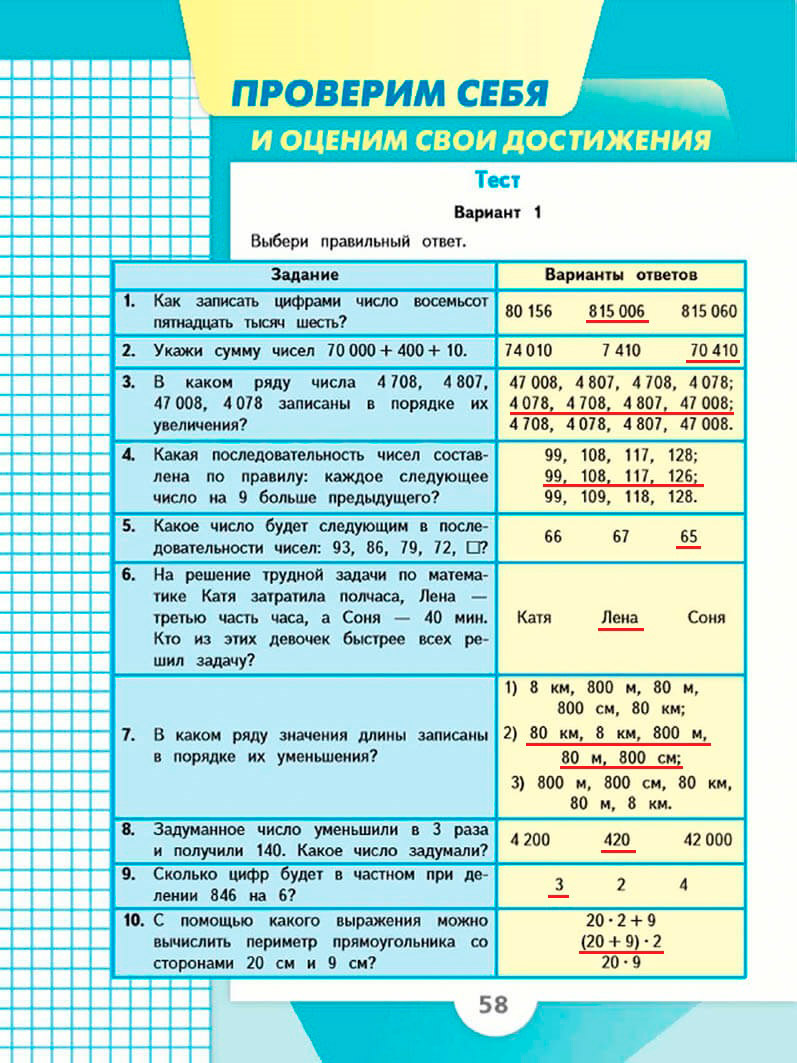 ПРОВЕРИМ СЕБЯ
И ОЦЕНИМ СВОИ ДОСТИЖЕНИЯ
Тест
Вариант 1
Выбери правильный ответ.
Задание
Варианты ответов
1. Как записать цифрами число восемьсот
пятнадцать тысяч шесть?
80 156 815 006 815 060
2. Укажи сумму чисел 70 000 + 400 + 10.
74 010 7 410 70 410
3. В каком ряду числа 4 708, 4 807,
47 008, 4 078 записаны в порядке их
увеличения?
47 008, 4 807, 4 708, 4 078;
4 078, 4 708, 4 807, 47 008;
4 708, 4 078, 4 807, 47 008.
4. Какая последовательность чисел состав-
лена по правилу: каждое следующее
число на 9 больше предыдущего?
99, 108, 117, 128;
99, 108, 117, 126;
99, 109, 118, 128.
5. Какое число будет следующим в после-
довательности чисел: 93, 86, 79, 72, □?
66 67 65
6. На решение трудной задачи по матема-
тике Катя затратила полчаса, Лена —
третью часть часа, а Соня — 40 мин.
Кто из этих девочек быстрее всех ре-
шил задачу?
Катя Лена Соня
7. В каком ряду значения длины записаны
в порядке их уменьшения?
1) 8 км, 800 м, 80 м,
800 см, 80 км;
2) 80 км, 8 км, 800 м,
80 м, 800 см;
3) 800 м, 800 см, 80 км,
80 м, 8 км.
8. Задуманное число уменьшили в 3 раза
и получили 140. Какое число задумали?
4 200 420 42 000
9. Сколько цифр будет в частном при де-
лении 846 на 6?
3 2 4
10. С помощью какого выражения можно
вычислить периметр прямоугольника со
сторонами 20 см и 9 см?
20 · 2 + 9
(20 + 9) · 2
20 · 9
58